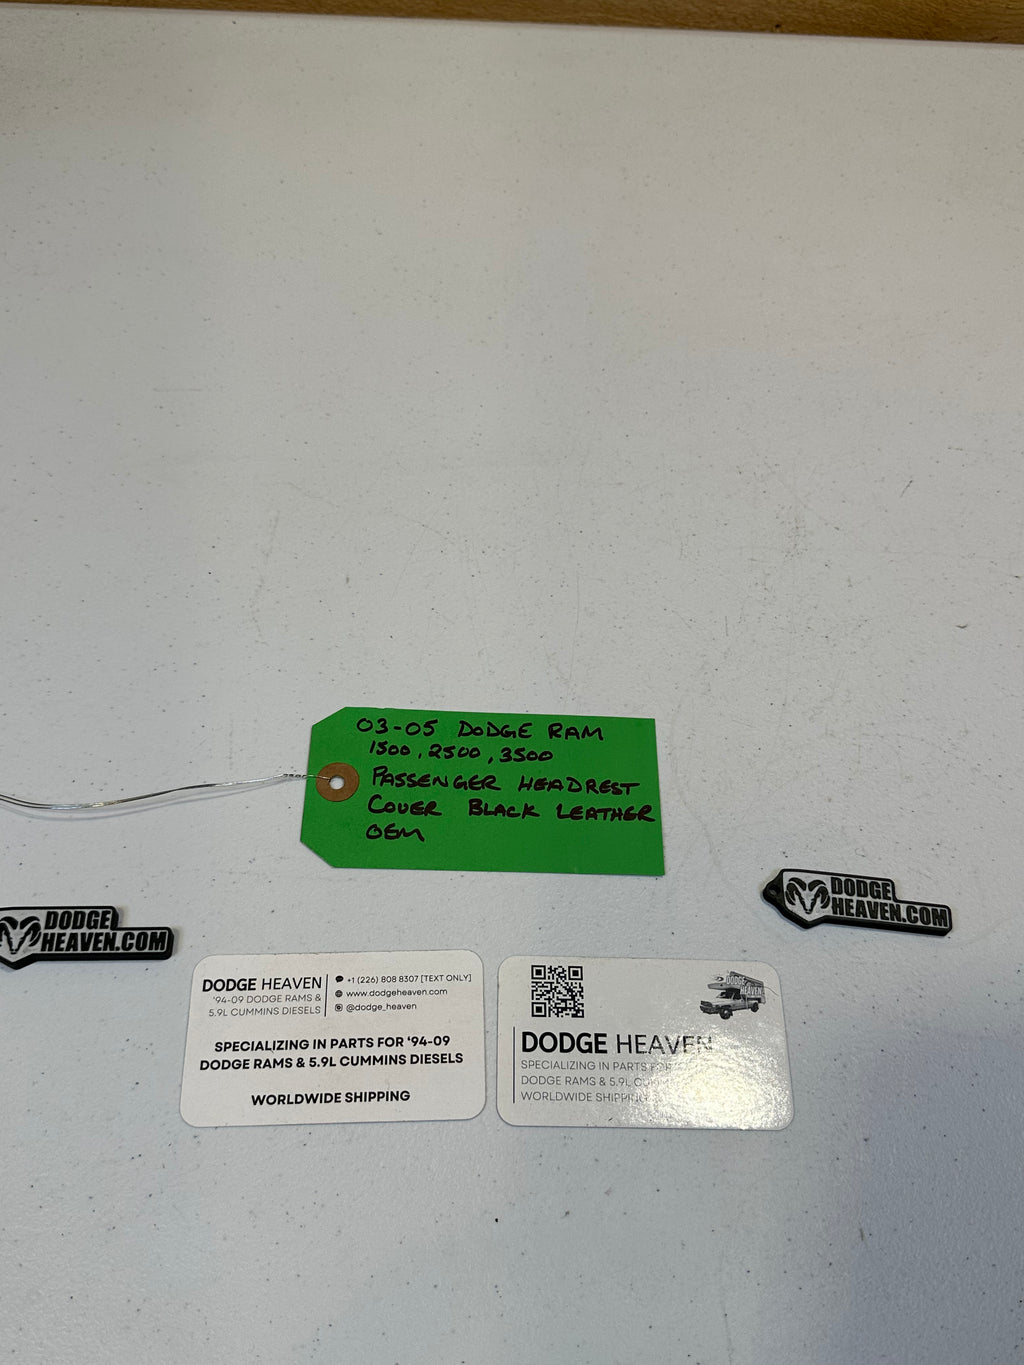 03-05 DODGE RAM
1500, 2500, 3500
PASSENGER HEADREST
COVER BLACK LEATHER
OEM
DODGE
HEAVEN.COM
DODGE
HEAVEN.COM
DODGE HEAVEN
'94-09 DODGE RAMS &
5.9L CUMMINS DIESELS
+1 (226) 808 8307 [TEXT ONLY]
www.dodgeheaven.com
@dodge_heaven
SPECIALIZING IN PARTS FOR '94-09
DODGE RAMS & 5.9L CUMMINS DIESELS
WORLDWIDE SHIPPING
DODGE
HEAVEN
DODGE HEAVEN
SPECIALIZING IN PARTS FOR
DODGE RAMS & 5.9L CUMM
WORLDWIDE SHIPPING